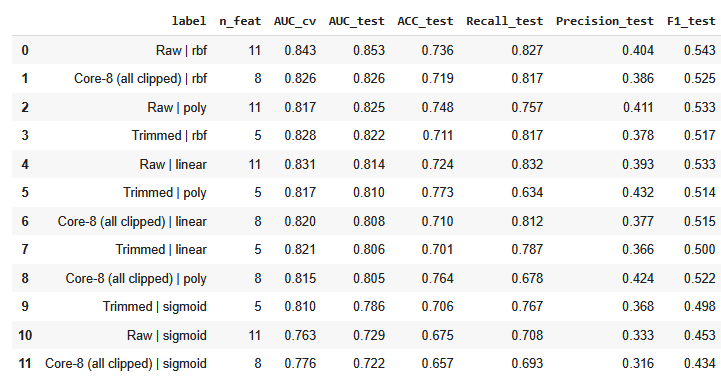 label n_feat AUC_cv AUC_test ACC_test Recall_test Precision_test F1_test
0 Raw | rbf 11 0.843 0.853 0.736 0.827 0.404 0.543
1 Core-8 (all clipped) | rbf 8 0.826 0.826 0.719 0.817 0.386 0.525
2 Raw | poly 11 0.817 0.825 0.748 0.757 0.411 0.533
3 Trimmed | rbf 5 0.828 0.822 0.711 0.817 0.378 0.517
4 Raw | linear 11 0.831 0.814 0.724 0.832 0.393 0.533
5 Trimmed | poly 5 0.817 0.810 0.773 0.634 0.432 0.514
6 Core-8 (all clipped) | linear 8 0.820 0.808 0.710 0.812 0.377 0.515
7 Trimmed | linear 5 0.821 0.806 0.701 0.787 0.366 0.500
8 Core-8 (all clipped) | poly 8 0.815 0.805 0.764 0.678 0.424 0.522
9 Trimmed | sigmoid 5 0.810 0.786 0.706 0.767 0.368 0.498
10 Raw | sigmoid 11 0.763 0.729 0.675 0.708 0.333 0.453
11 Core-8 (all clipped) | sigmoid 8 0.776 0.722 0.657 0.693 0.316 0.434